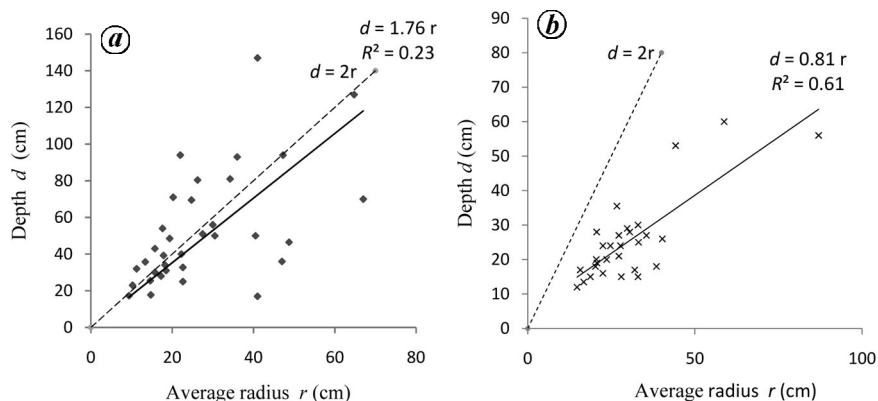 a
d = 1.76 r
R² = 0.23
d = 2r
160
140
120
100
80
60
40
20
0
Depth d (cm)
0 20 40 60 80
Average radius r (cm)
b
d = 2r
d = 0.81 r
R² = 0.61
90
80
70
60
50
40
30
20
10
0
Depth d (cm)
0 50 100
Average radius r (cm)